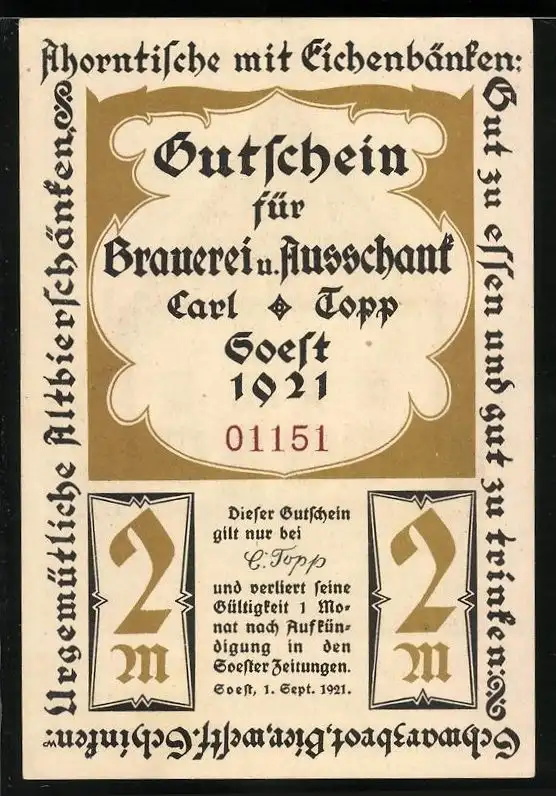 Ahorntische mit Eichenbänken:
Gut zu essen und gut zu trinken:
Schwarzbrot, Bier, westf. Schinken:
Urgemütliche Altbierschänken,
Gutschein
für
Brauerei u. Ausschank
Carl Topp
Soest
1921
01151
2
M
Dieser Gutschein
gilt nur bei
C. Topp
und verliert seine
Gültigkeit 1 Mo-
nat nach Aufkün-
digung in den
Soester Zeitungen.
Soest, 1. Sept. 1921.
2
M